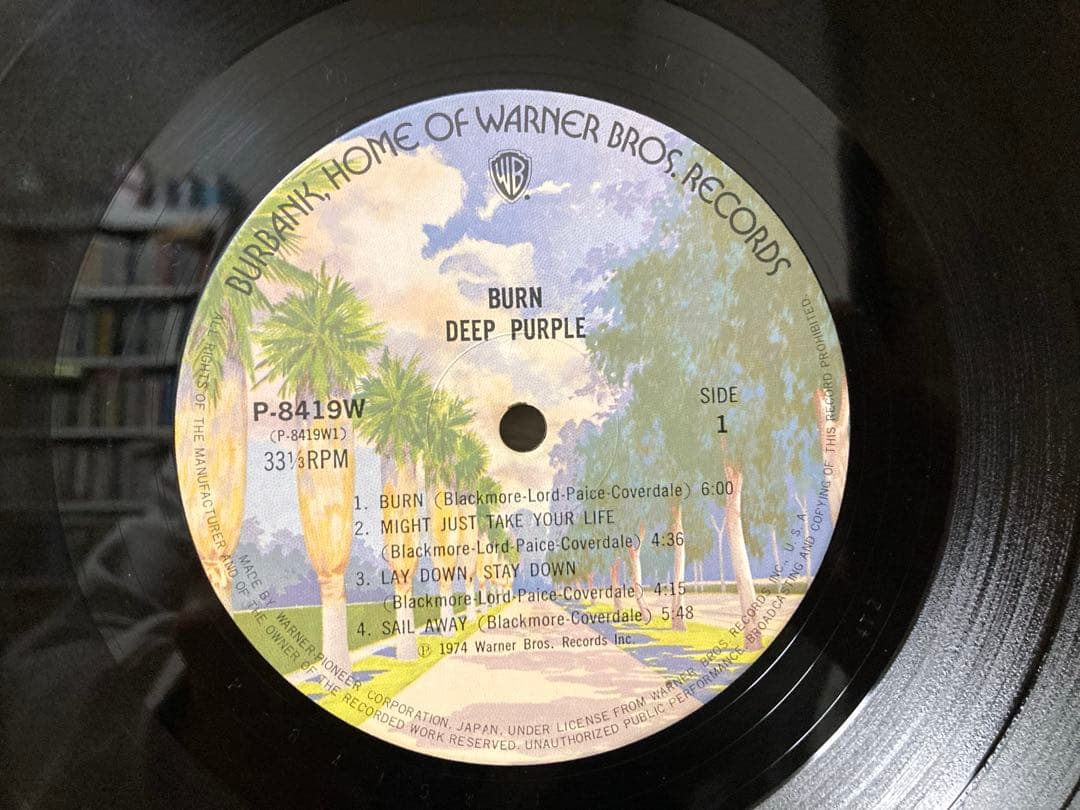 BURBANK, HOME OF WARNER BROS. RECORDS
WB
BURN
DEEP PURPLE
P-8419W
(P-8419W1)
33⅓RPM
SIDE
1
1. BURN (Blackmore-Lord-Paice-Coverdale) 6:00
2. MIGHT JUST TAKE YOUR LIFE
(Blackmore-Lord-Paice-Coverdale) 4:36
3. LAY DOWN, STAY DOWN
(Blackmore-Lord-Paice-Coverdale) 4:15
4. SAIL AWAY (Blackmore-Coverdale) 5:48
Ⓟ 1974 Warner Bros. Records Inc.
MADE BY WARNER-PIONEER CORPORATION, JAPAN, UNDER LICENSE FROM WARNER BROS. RECORDS INC., U.S.A.
ALL RIGHTS OF THE MANUFACTURER AND OF THE OWNER OF THE RECORDED WORK RESERVED. UNAUTHORIZED PUBLIC PERFORMANCE BROADCASTING AND COPYING OF THIS RECORD PROHIBITED.